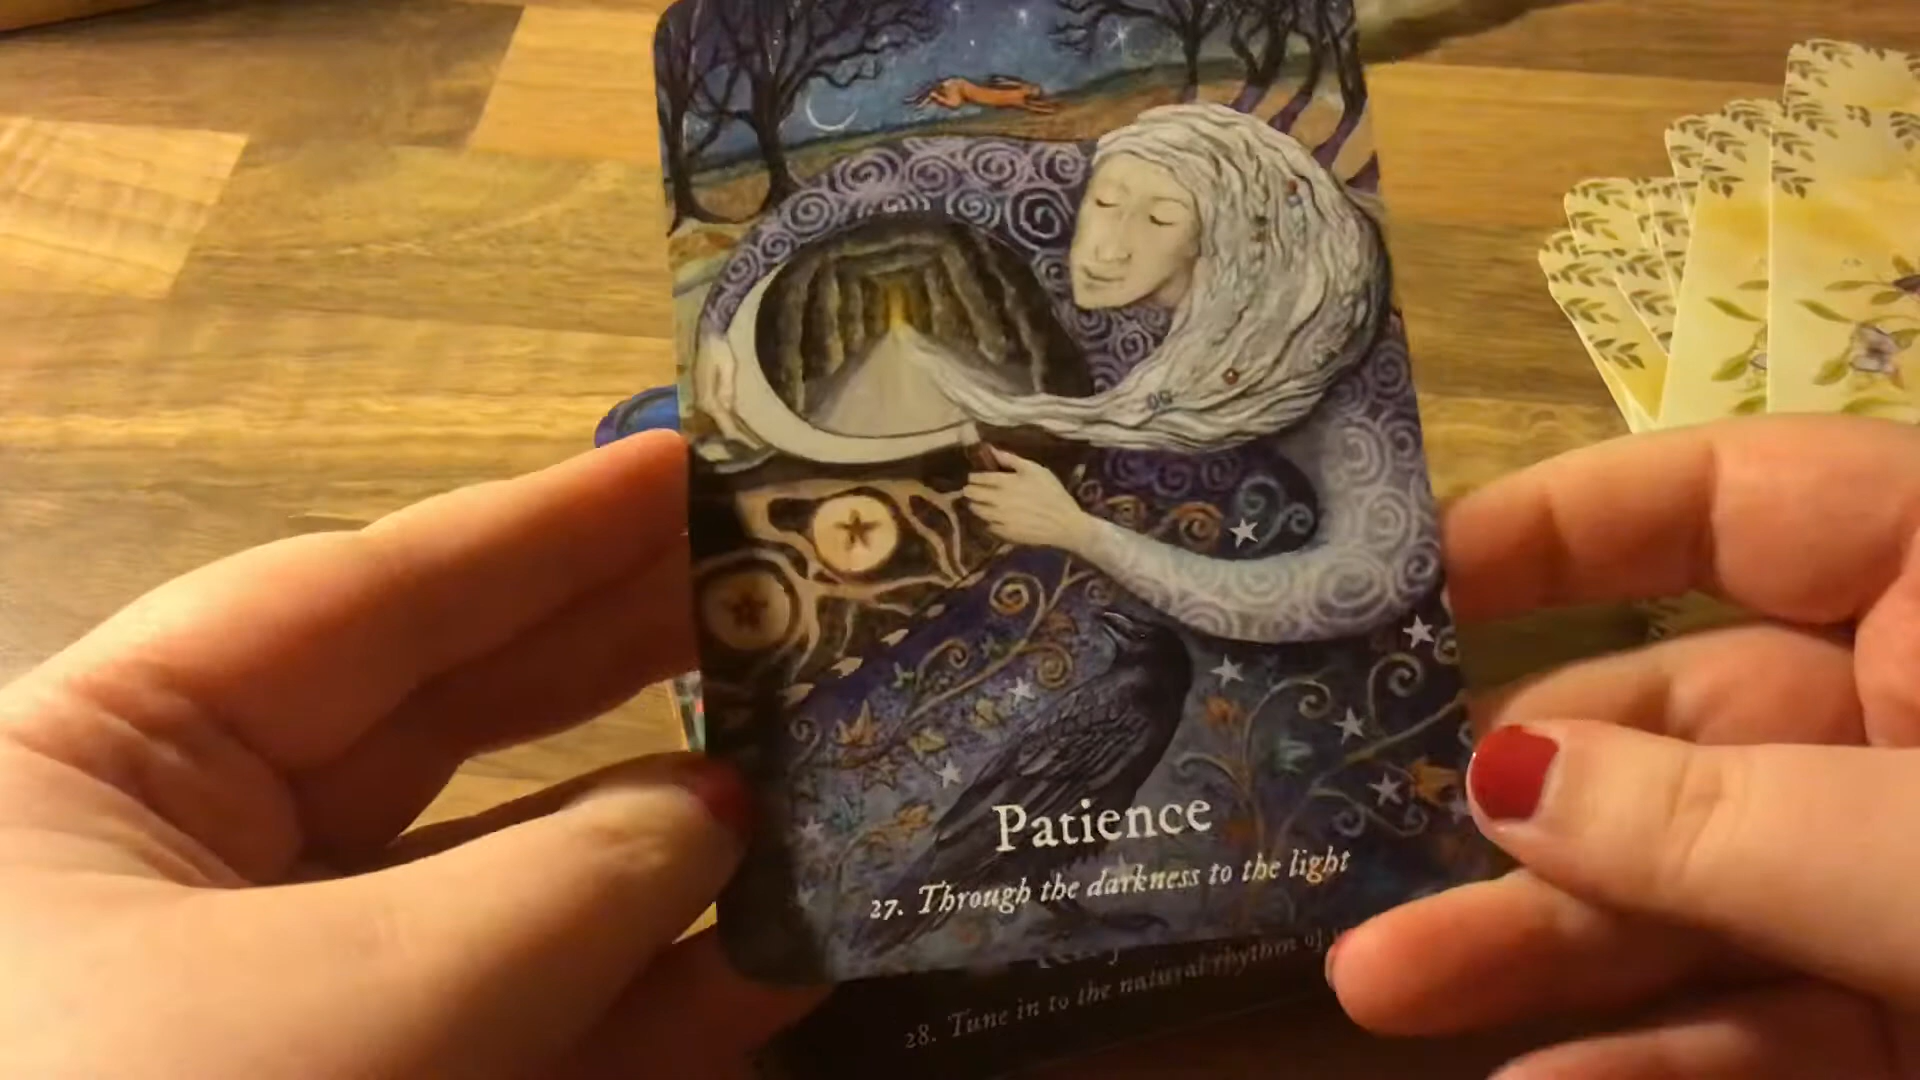 Patience
27. Through the darkness to the light
28. Tune in to the natural rhythm of